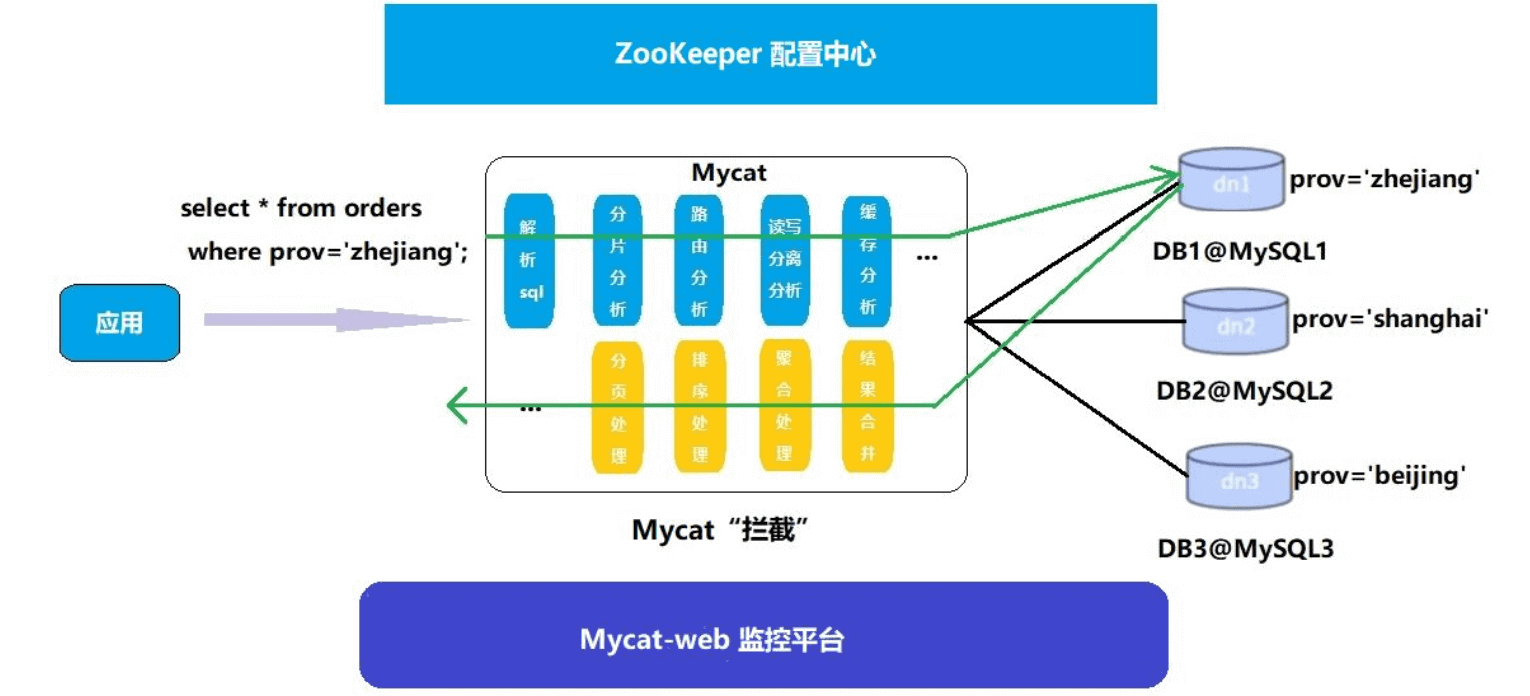 ZooKeeper 配置中心
Mycat
select * from orders
where prov='zhejiang';
应用
解析sql
分片分析
路由分析
读写分离分析
缓存分析
...
...
分页处理
排序处理
聚合处理
结果合并
dn1
prov='zhejiang'
DB1@MySQL1
dn2
prov='shanghai'
DB2@MySQL2
dn3
prov='beijing'
DB3@MySQL3
Mycat“拦截”
Mycat-web 监控平台